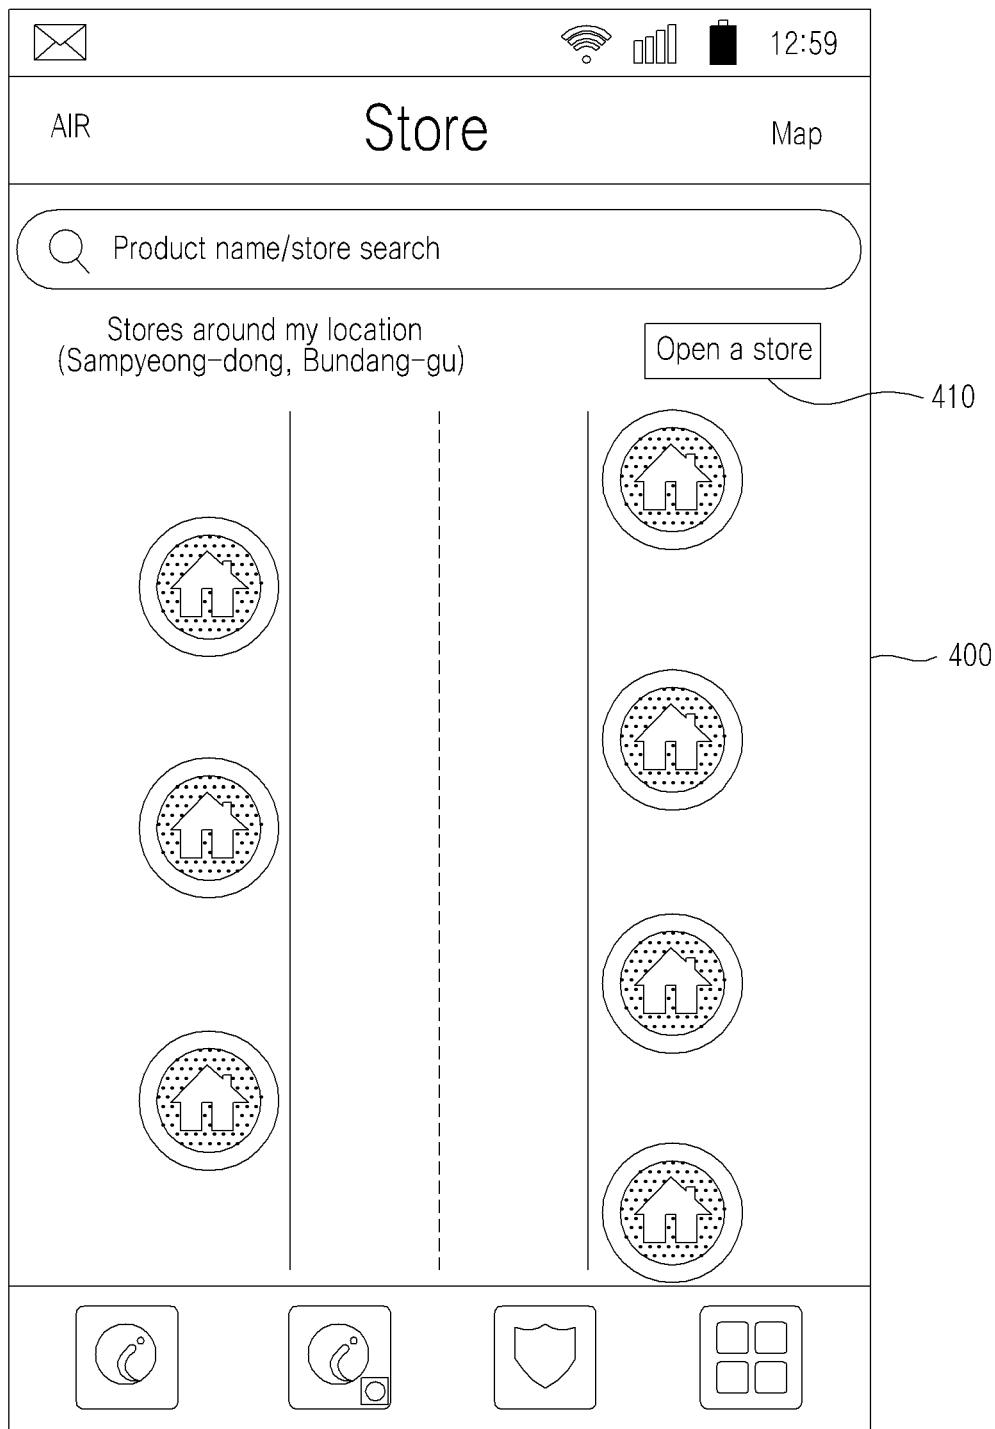 12:59
AIR
Store
Map
Product name/store search
Stores around my location
(Sampyeong-dong, Bundang-gu)
Open a store
410
400